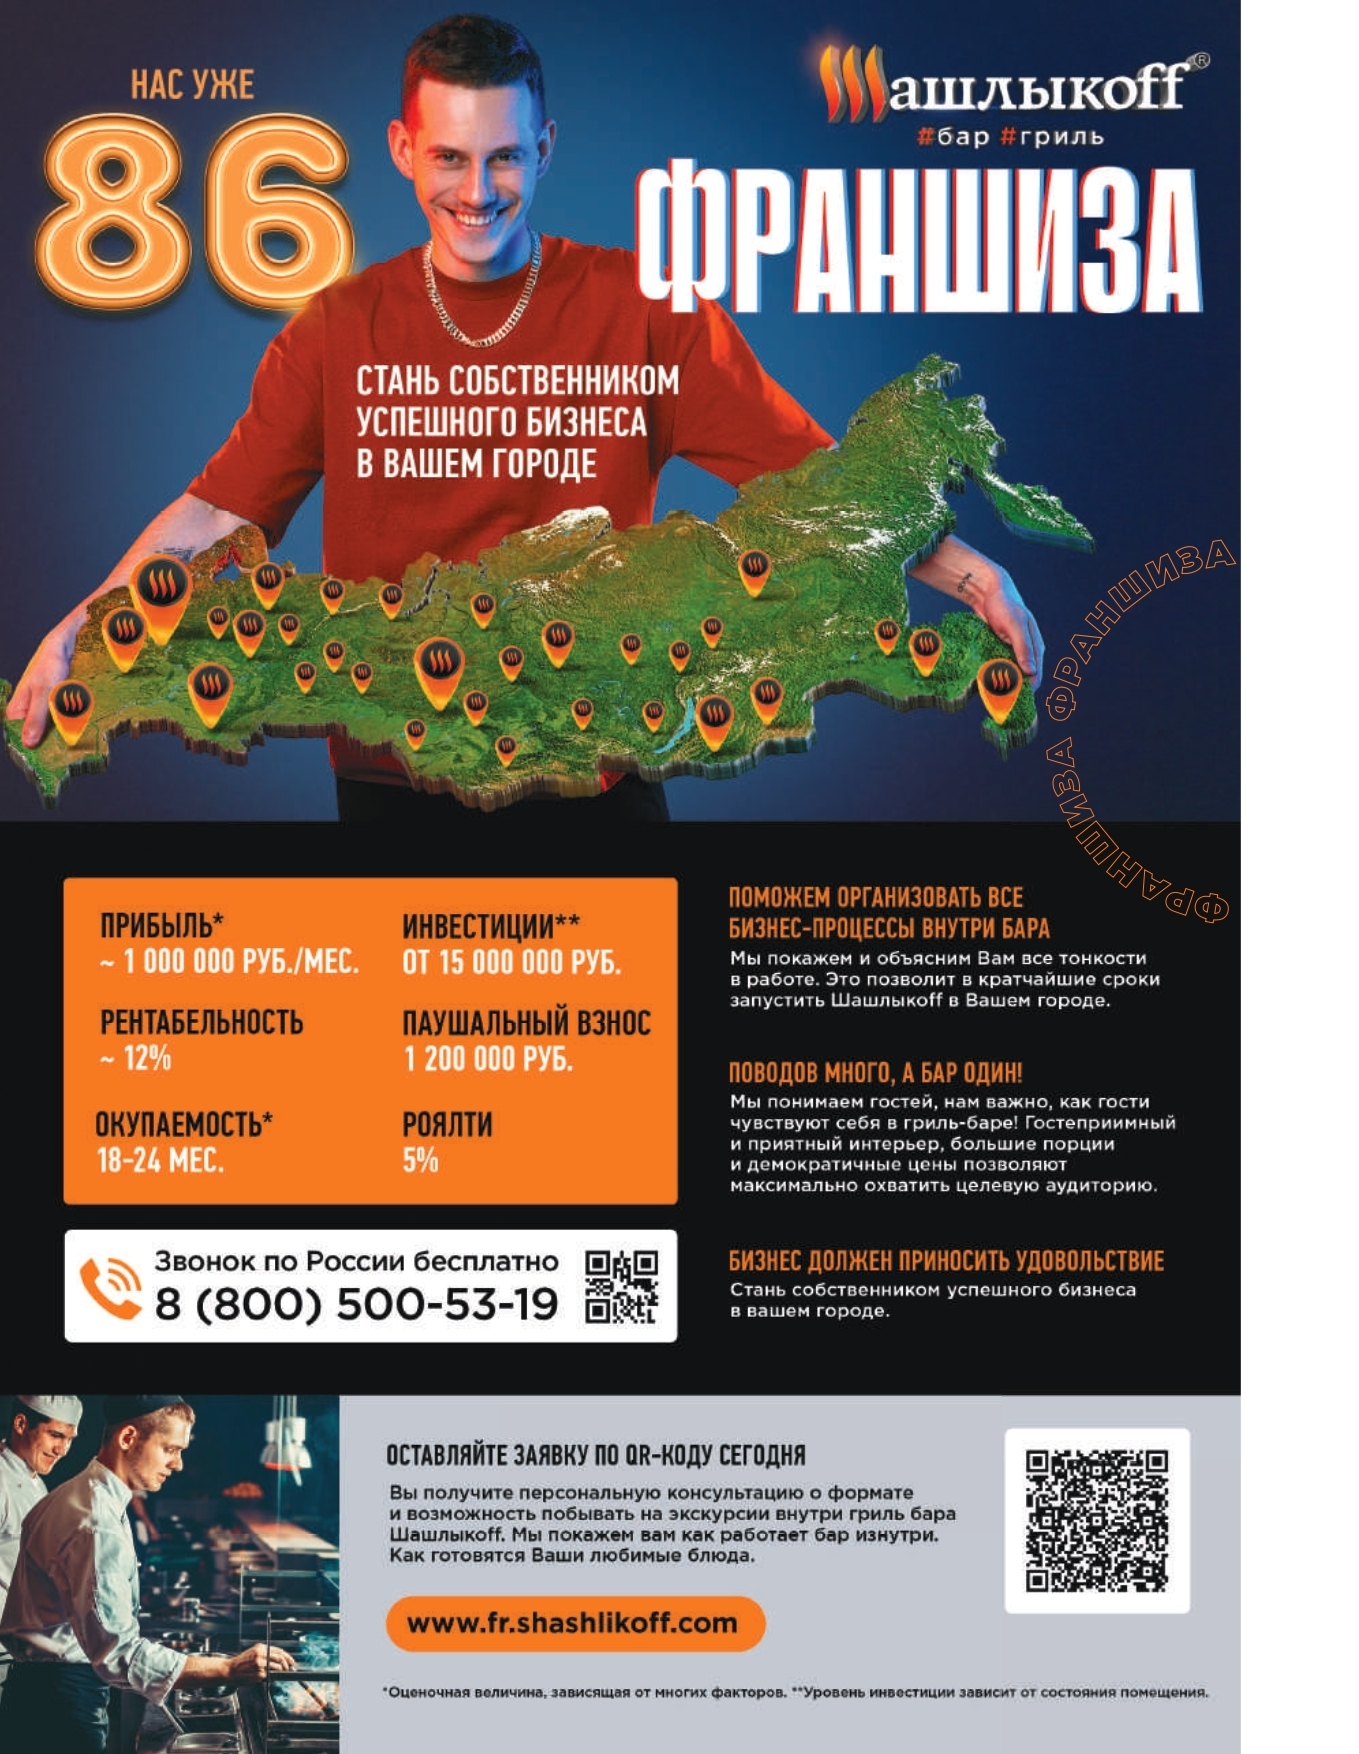 НАС УЖЕ
86
Шашлыкoff®
#бар #гриль
ФРАНШИЗА
СТАНЬ СОБСТВЕННИКОМ
УСПЕШНОГО БИЗНЕСА
В ВАШЕМ ГОРОДЕ
ФРАНШИЗА ФРАНШИЗА
ПРИБЫЛЬ*
~ 1 000 000 РУБ./МЕС.
ИНВЕСТИЦИИ**
ОТ 15 000 000 РУБ.
РЕНТАБЕЛЬНОСТЬ
~ 12%
ПАУШАЛЬНЫЙ ВЗНОС
1 200 000 РУБ.
ОКУПАЕМОСТЬ*
18-24 МЕС.
РОЯЛТИ
5%
Звонок по России бесплатно
8 (800) 500-53-19
ПОМОЖЕМ ОРГАНИЗОВАТЬ ВСЕ
БИЗНЕС-ПРОЦЕССЫ ВНУТРИ БАРА
Мы покажем и объясним Вам все тонкости
в работе. Это позволит в кратчайшие сроки
запустить Шашлыкоff в Вашем городе.
ПОВОДОВ МНОГО, А БАР ОДИН!
Мы понимаем гостей, нам важно, как гости
чувствуют себя в гриль-баре! Гостеприимный
и приятный интерьер, большие порции
и демократичные цены позволяют
максимально охватить целевую аудиторию.
БИЗНЕС ДОЛЖЕН ПРИНОСИТЬ УДОВОЛЬСТВИЕ
Стань собственником успешного бизнеса
в вашем городе.
ОСТАВЛЯЙТЕ ЗАЯВКУ ПО QR-КОДУ СЕГОДНЯ
Вы получите персональную консультацию о формате
и возможность побывать на экскурсии внутри гриль бара
Шашлыкоff. Мы покажем вам как работает бар изнутри.
Как готовятся Ваши любимые блюда.
www.fr.shashlikoff.com
*Оценочная величина, зависящая от многих факторов. **Уровень инвестиции зависит от состояния помещения.